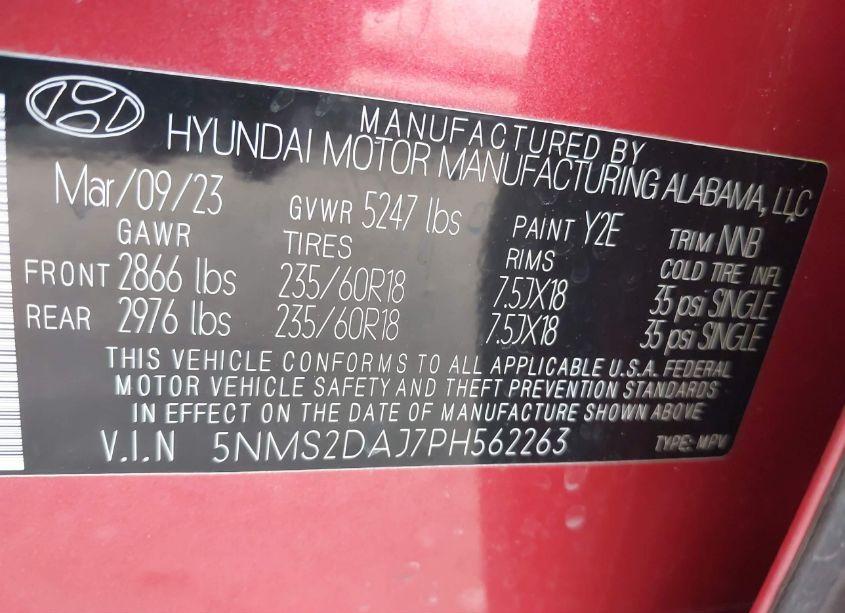 MANUFACTURED BY
HYUNDAI MOTOR MANUFACTURING ALABAMA, LLC
Mar/09/23 GVWR 5247 lbs PAINT Y2E TRIM NNB
GAWR TIRES RIMS COLD TIRE INFL
FRONT 2866 lbs 235/60R18 7.5JX18 35 psi SINGLE
REAR 2976 lbs 235/60R18 7.5JX18 35 psi SINGLE
THIS VEHICLE CONFORMS TO ALL APPLICABLE U.S.A. FEDERAL
MOTOR VEHICLE SAFETY AND THEFT PREVENTION STANDARDS
IN EFFECT ON THE DATE OF MANUFACTURE SHOWN ABOVE.
V.I.N 5NMS2DAJ7PH562263 TYPE: MPV